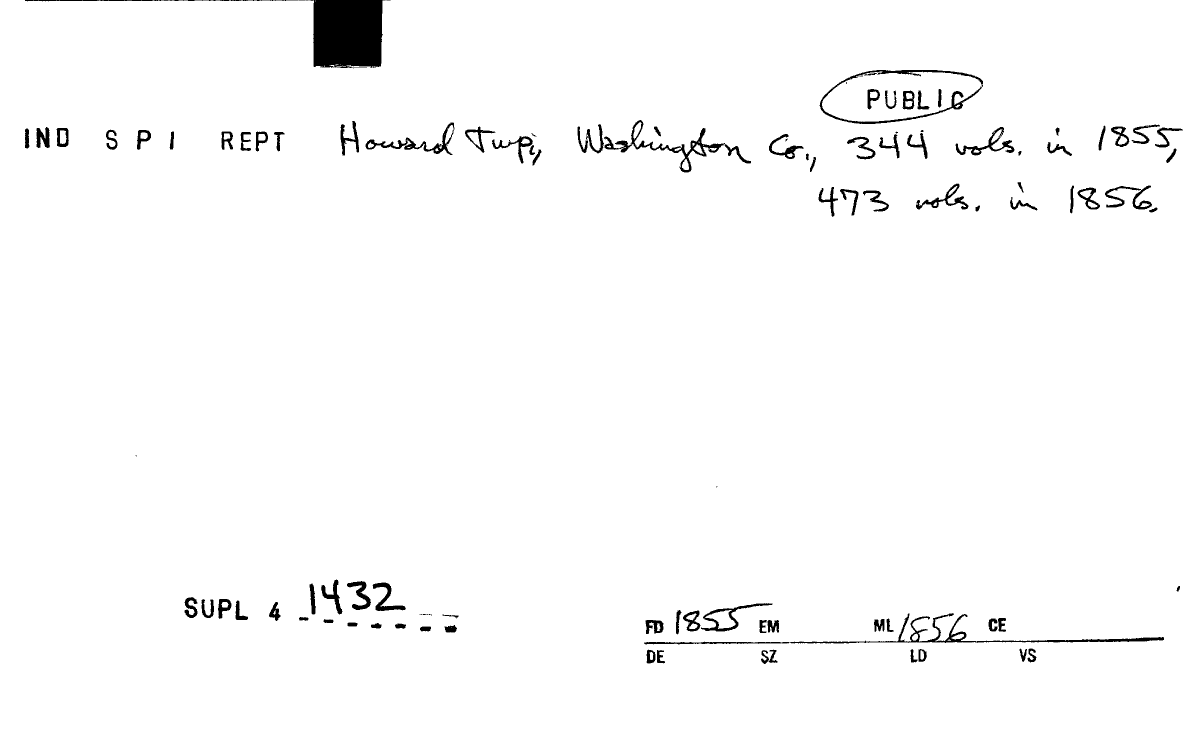 PUBLIC
IND S P I REPT Howard Twp., Washington Co., 344 vols. in 1855,
473 vols. in 1856.
SUPL 4 1432
FD 1855 EM ML 1856 CE
DE SZ LD VS